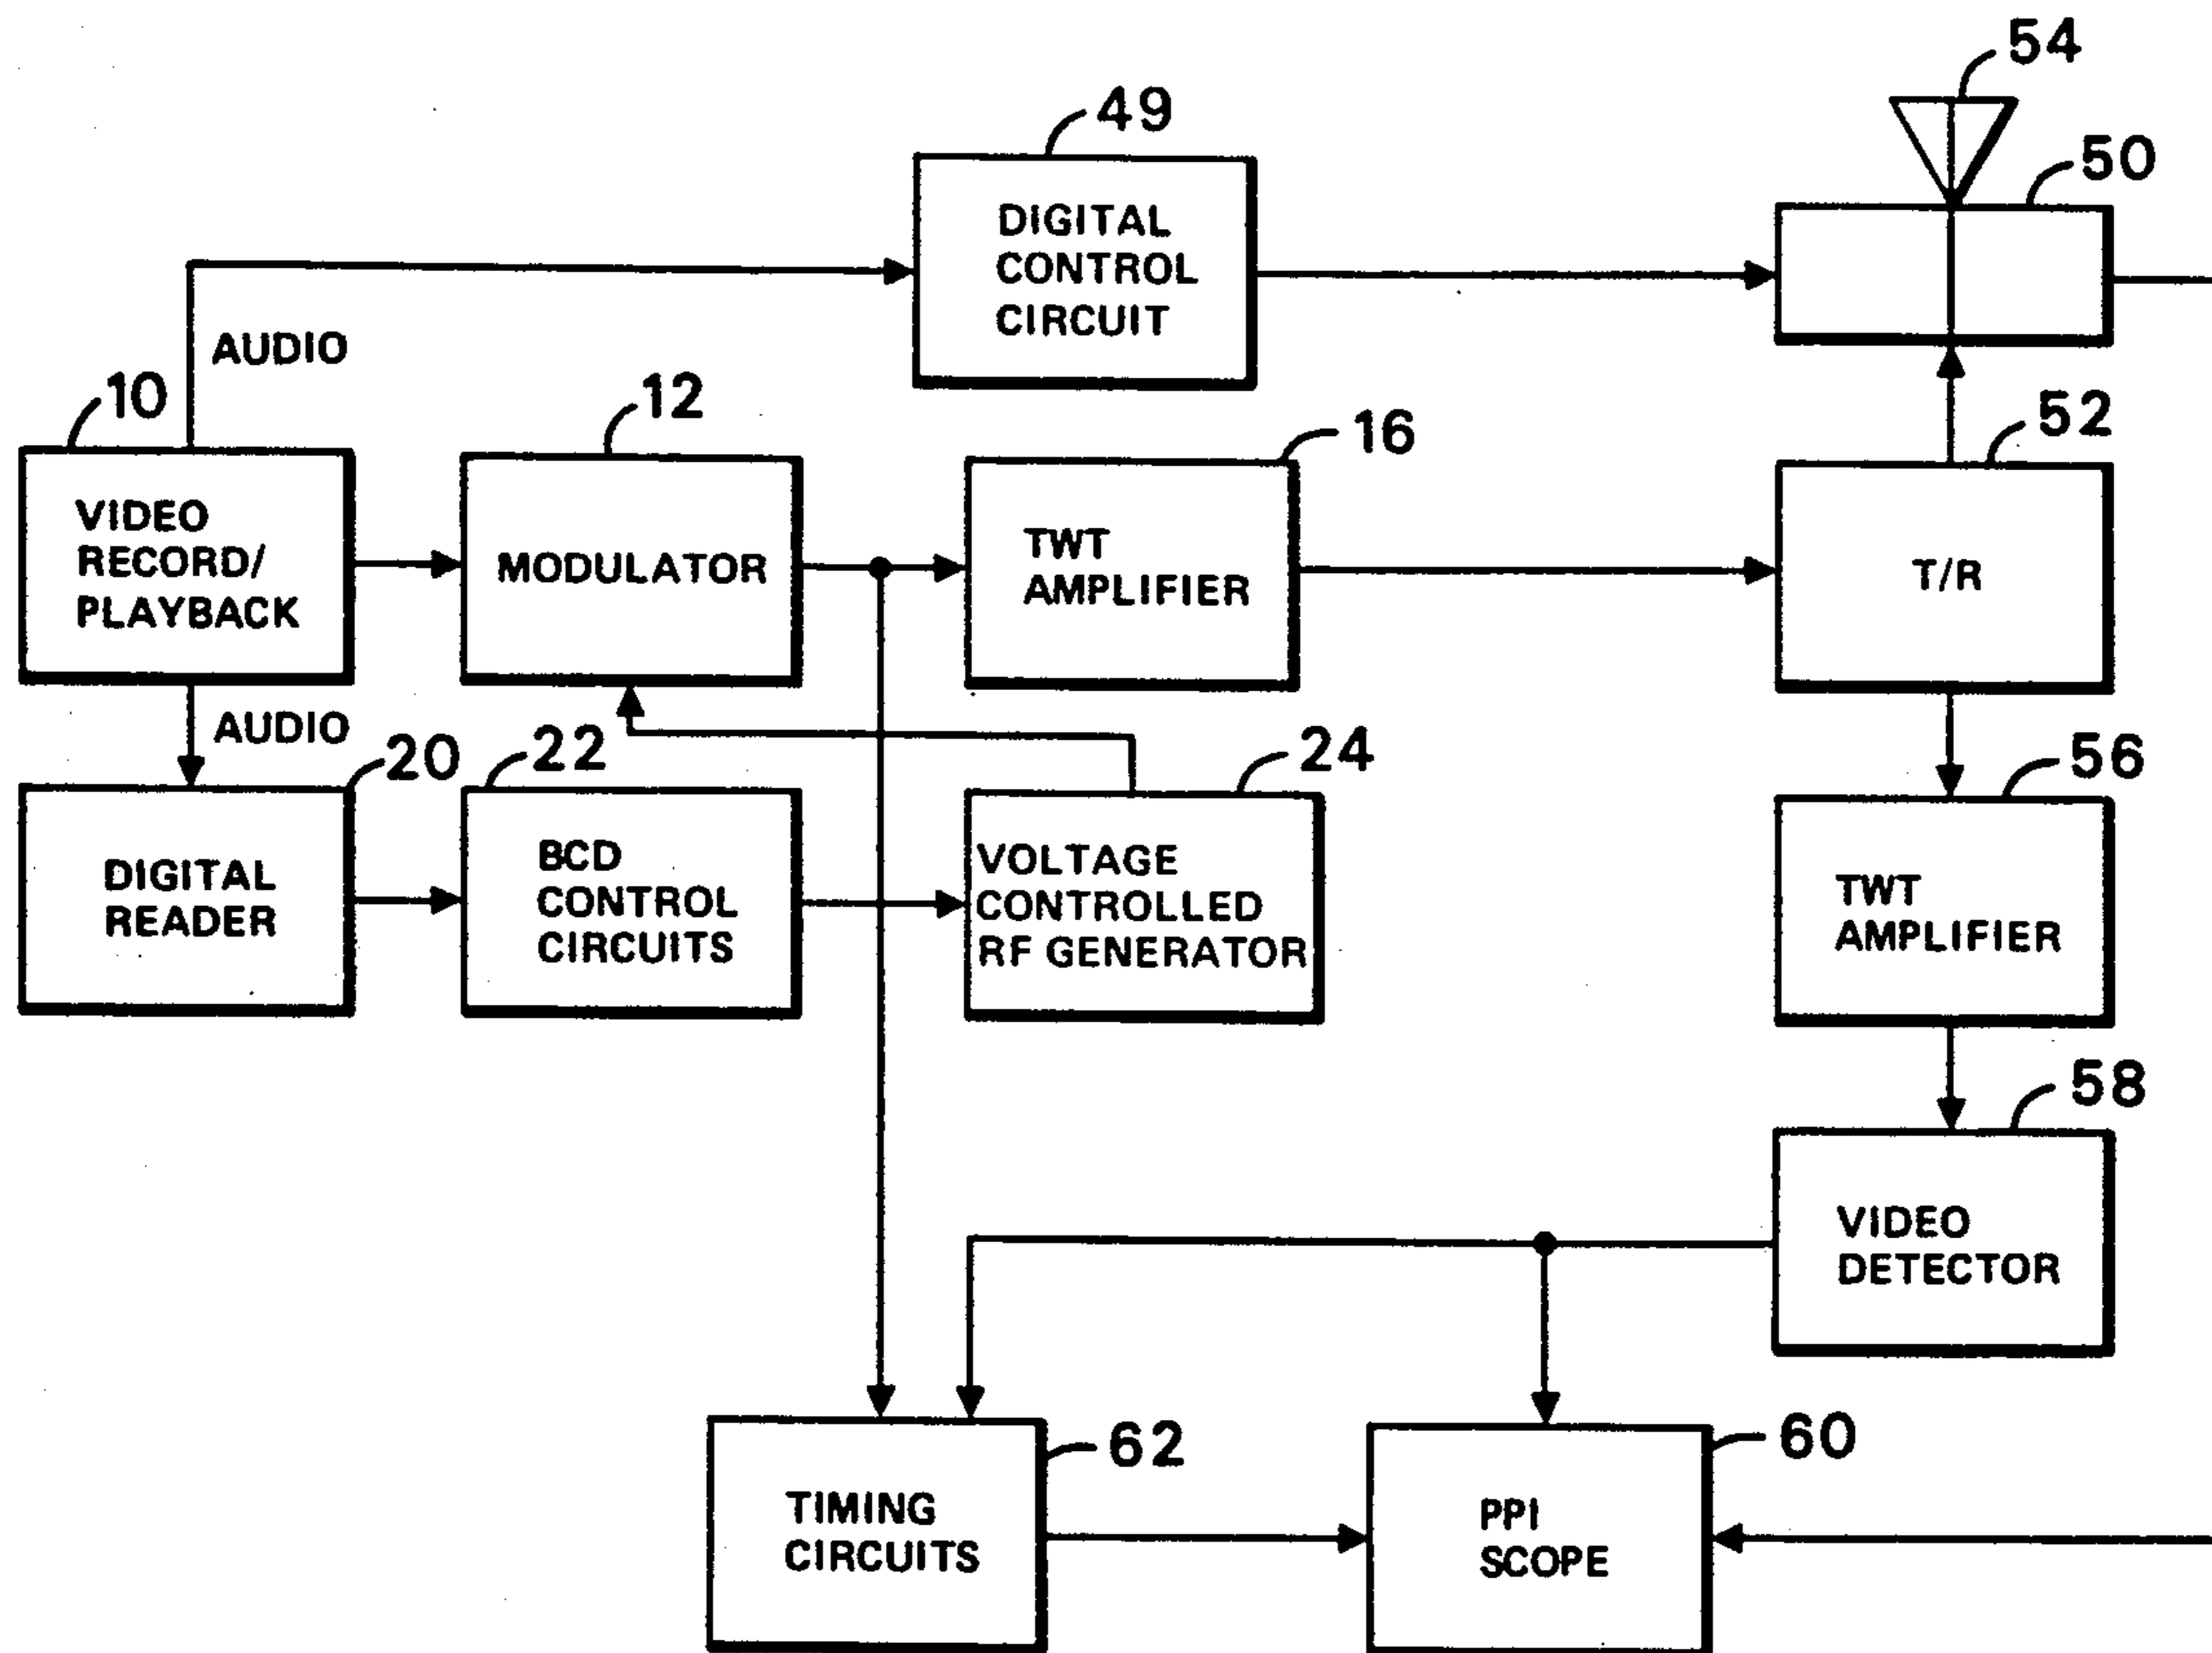 54
49
50
DIGITAL
CONTROL
CIRCUIT
AUDIO
10
12
16
52
VIDEO
RECORD/
PLAYBACK
MODULATOR
TWT
AMPLIFIER
T/R
AUDIO
20
22
24
56
DIGITAL
READER
BCD
CONTROL
CIRCUITS
VOLTAGE
CONTROLLED
RF GENERATOR
TWT
AMPLIFIER
58
VIDEO
DETECTOR
62
60
TIMING
CIRCUITS
PPI
SCOPE